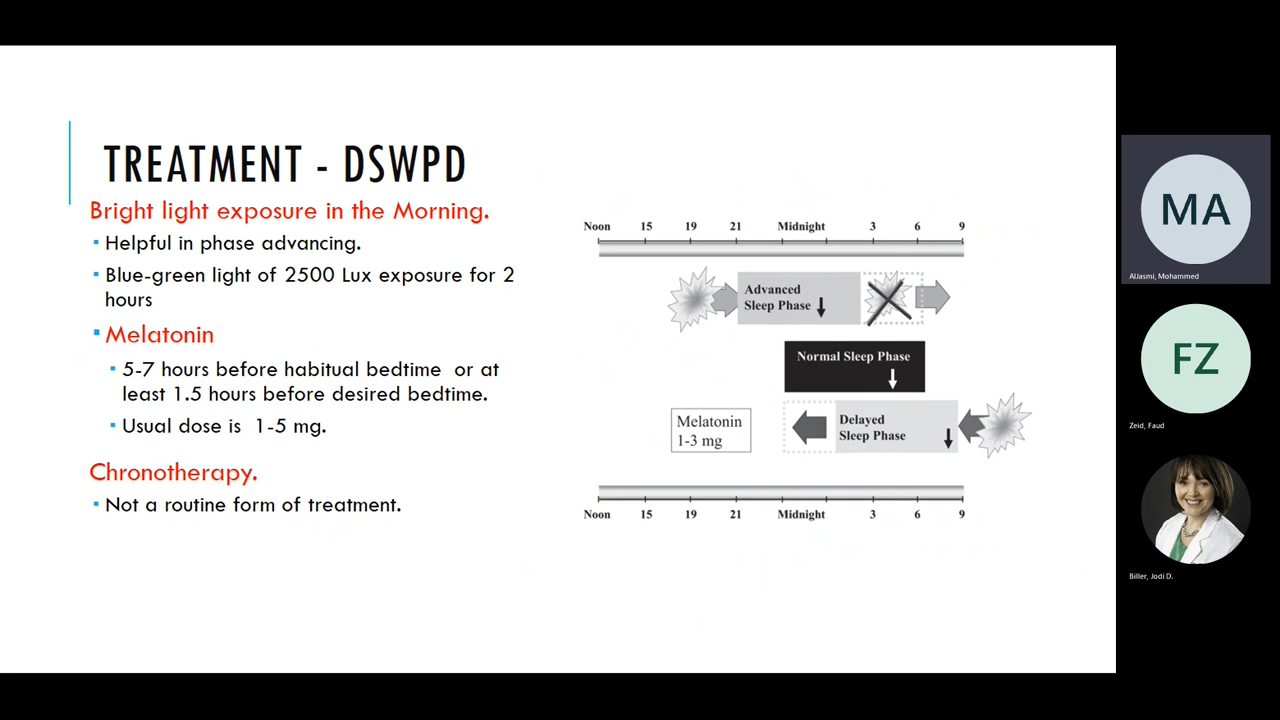 TREATMENT - DSWPD
Bright light exposure in the Morning.
▪ Helpful in phase advancing.
▪ Blue-green light of 2500 Lux exposure for 2
hours
▪ Melatonin
▪ 5-7 hours before habitual bedtime or at
least 1.5 hours before desired bedtime.
▪ Usual dose is 1-5 mg.
Chronotherapy.
▪ Not a routine form of treatment.
Noon 15 19 21 Midnight 3 6 9
Advanced
Sleep Phase
Normal Sleep Phase
Melatonin
1-3 mg
Delayed
Sleep Phase
Noon 15 19 21 Midnight 3 6 9
MA
AlJasmi, Mohammed
FZ
Zeid, Faud
Biller, Jodi D.